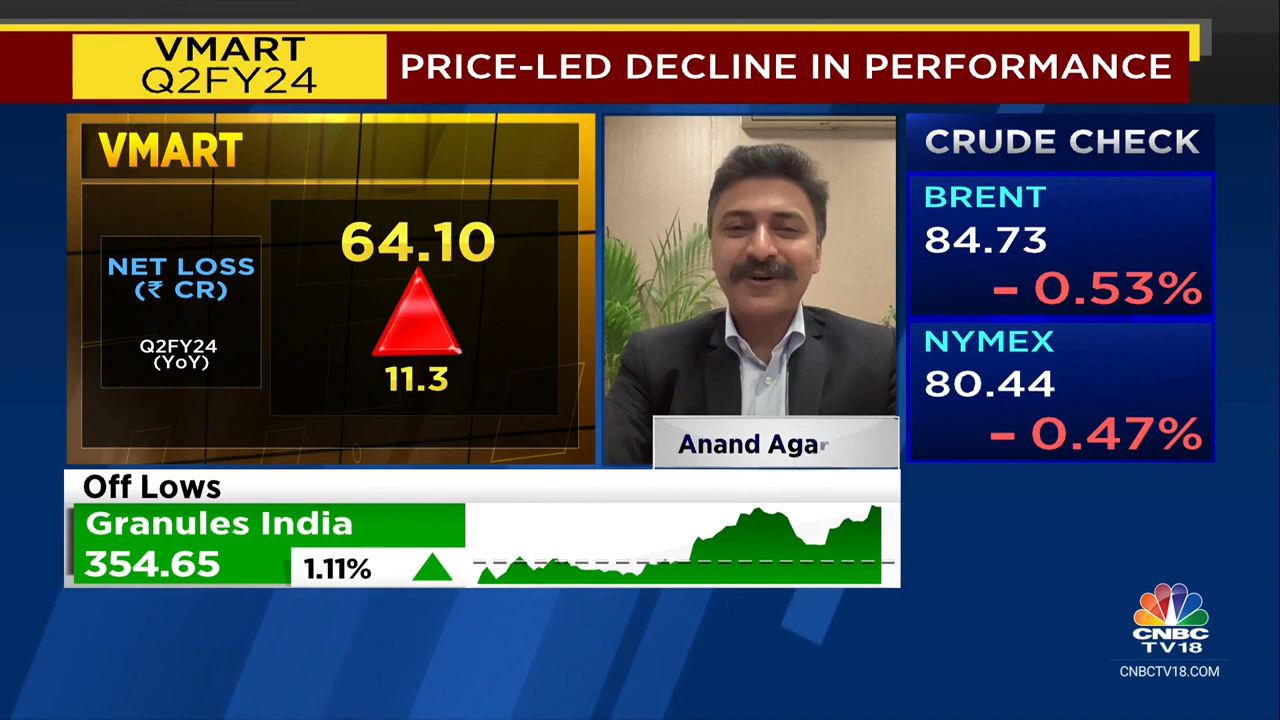 VMART
Q2FY24
PRICE-LED DECLINE IN PERFORMANCE
VMART
NET LOSS
(₹ CR)
Q2FY24
(YoY)
64.10
11.3
Anand Aga
CRUDE CHECK
BRENT
84.73
– 0.53%
NYMEX
80.44
– 0.47%
Off Lows
Granules India
354.65
1.11%
CNBC
TV18
CNBCTV18.COM